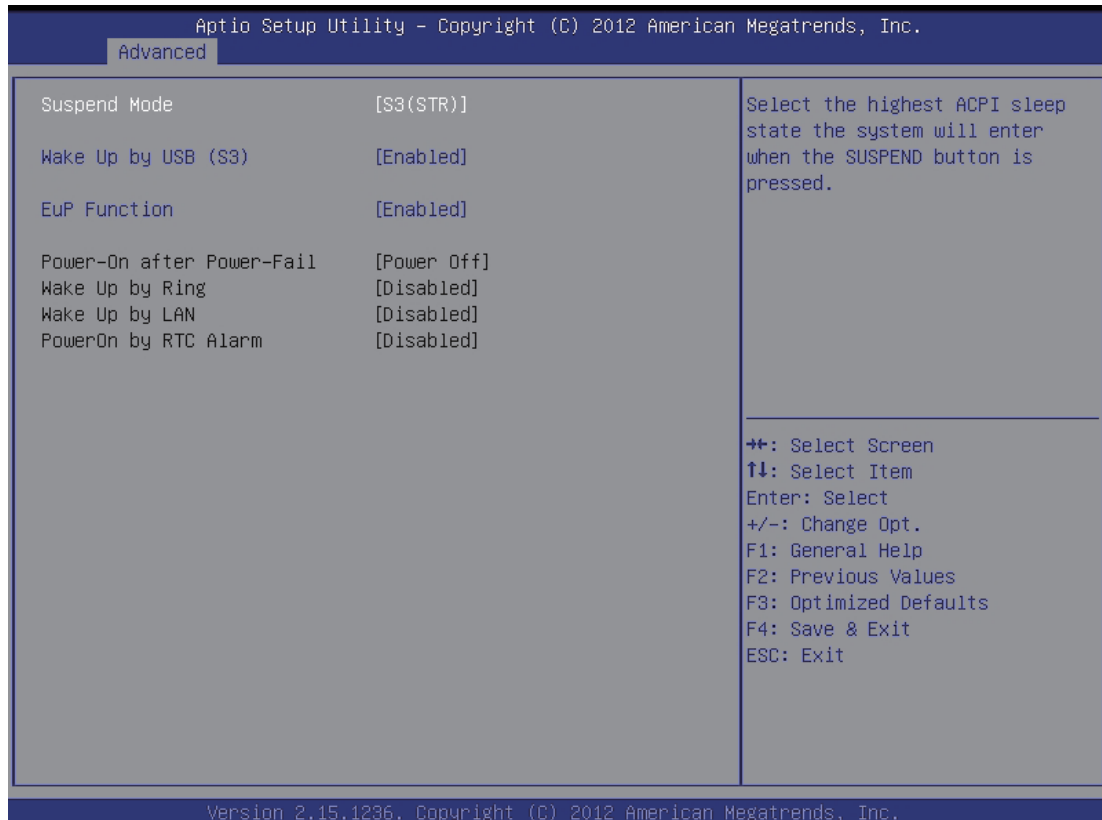 Aptio Setup Utility – Copyright (C) 2012 American Megatrends, Inc.
Advanced
Suspend Mode [S3(STR)]
Wake Up by USB (S3) [Enabled]
EuP Function [Enabled]
Power-On after Power-Fail [Power Off]
Wake Up by Ring [Disabled]
Wake Up by LAN [Disabled]
PowerOn by RTC Alarm [Disabled]
Select the highest ACPI sleep
state the system will enter
when the SUSPEND button is
pressed.
→←: Select Screen
↑↓: Select Item
Enter: Select
+/-: Change Opt.
F1: General Help
F2: Previous Values
F3: Optimized Defaults
F4: Save & Exit
ESC: Exit
Version 2.15.1236. Copyright (C) 2012 American Megatrends, Inc.